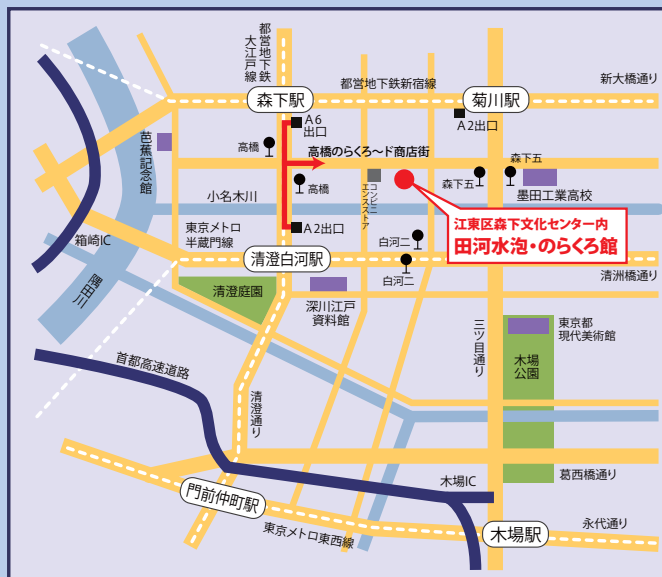 都営地下鉄
大江戸線
都営地下鉄新宿線
新大橋通り
森下駅
菊川駅
A6
出口
A2出口
芭蕉記念館
高橋
高橋のらくろ～ド商店街
高橋
コンビニ
エンスストア
森下五
森下五
墨田工業高校
小名木川
東京メトロ
半蔵門線
A2出口
江東区森下文化センター内
田河水泡・のらくろ館
箱崎IC
隅田川
清澄白河駅
白河二
白河二
清洲橋通り
清澄庭園
深川江戸
資料館
三ツ目通り
東京都
現代美術館
木場
公園
首都高速道路
清澄通り
葛西橋通り
木場IC
門前仲町駅
東京メトロ東西線
木場駅
永代通り